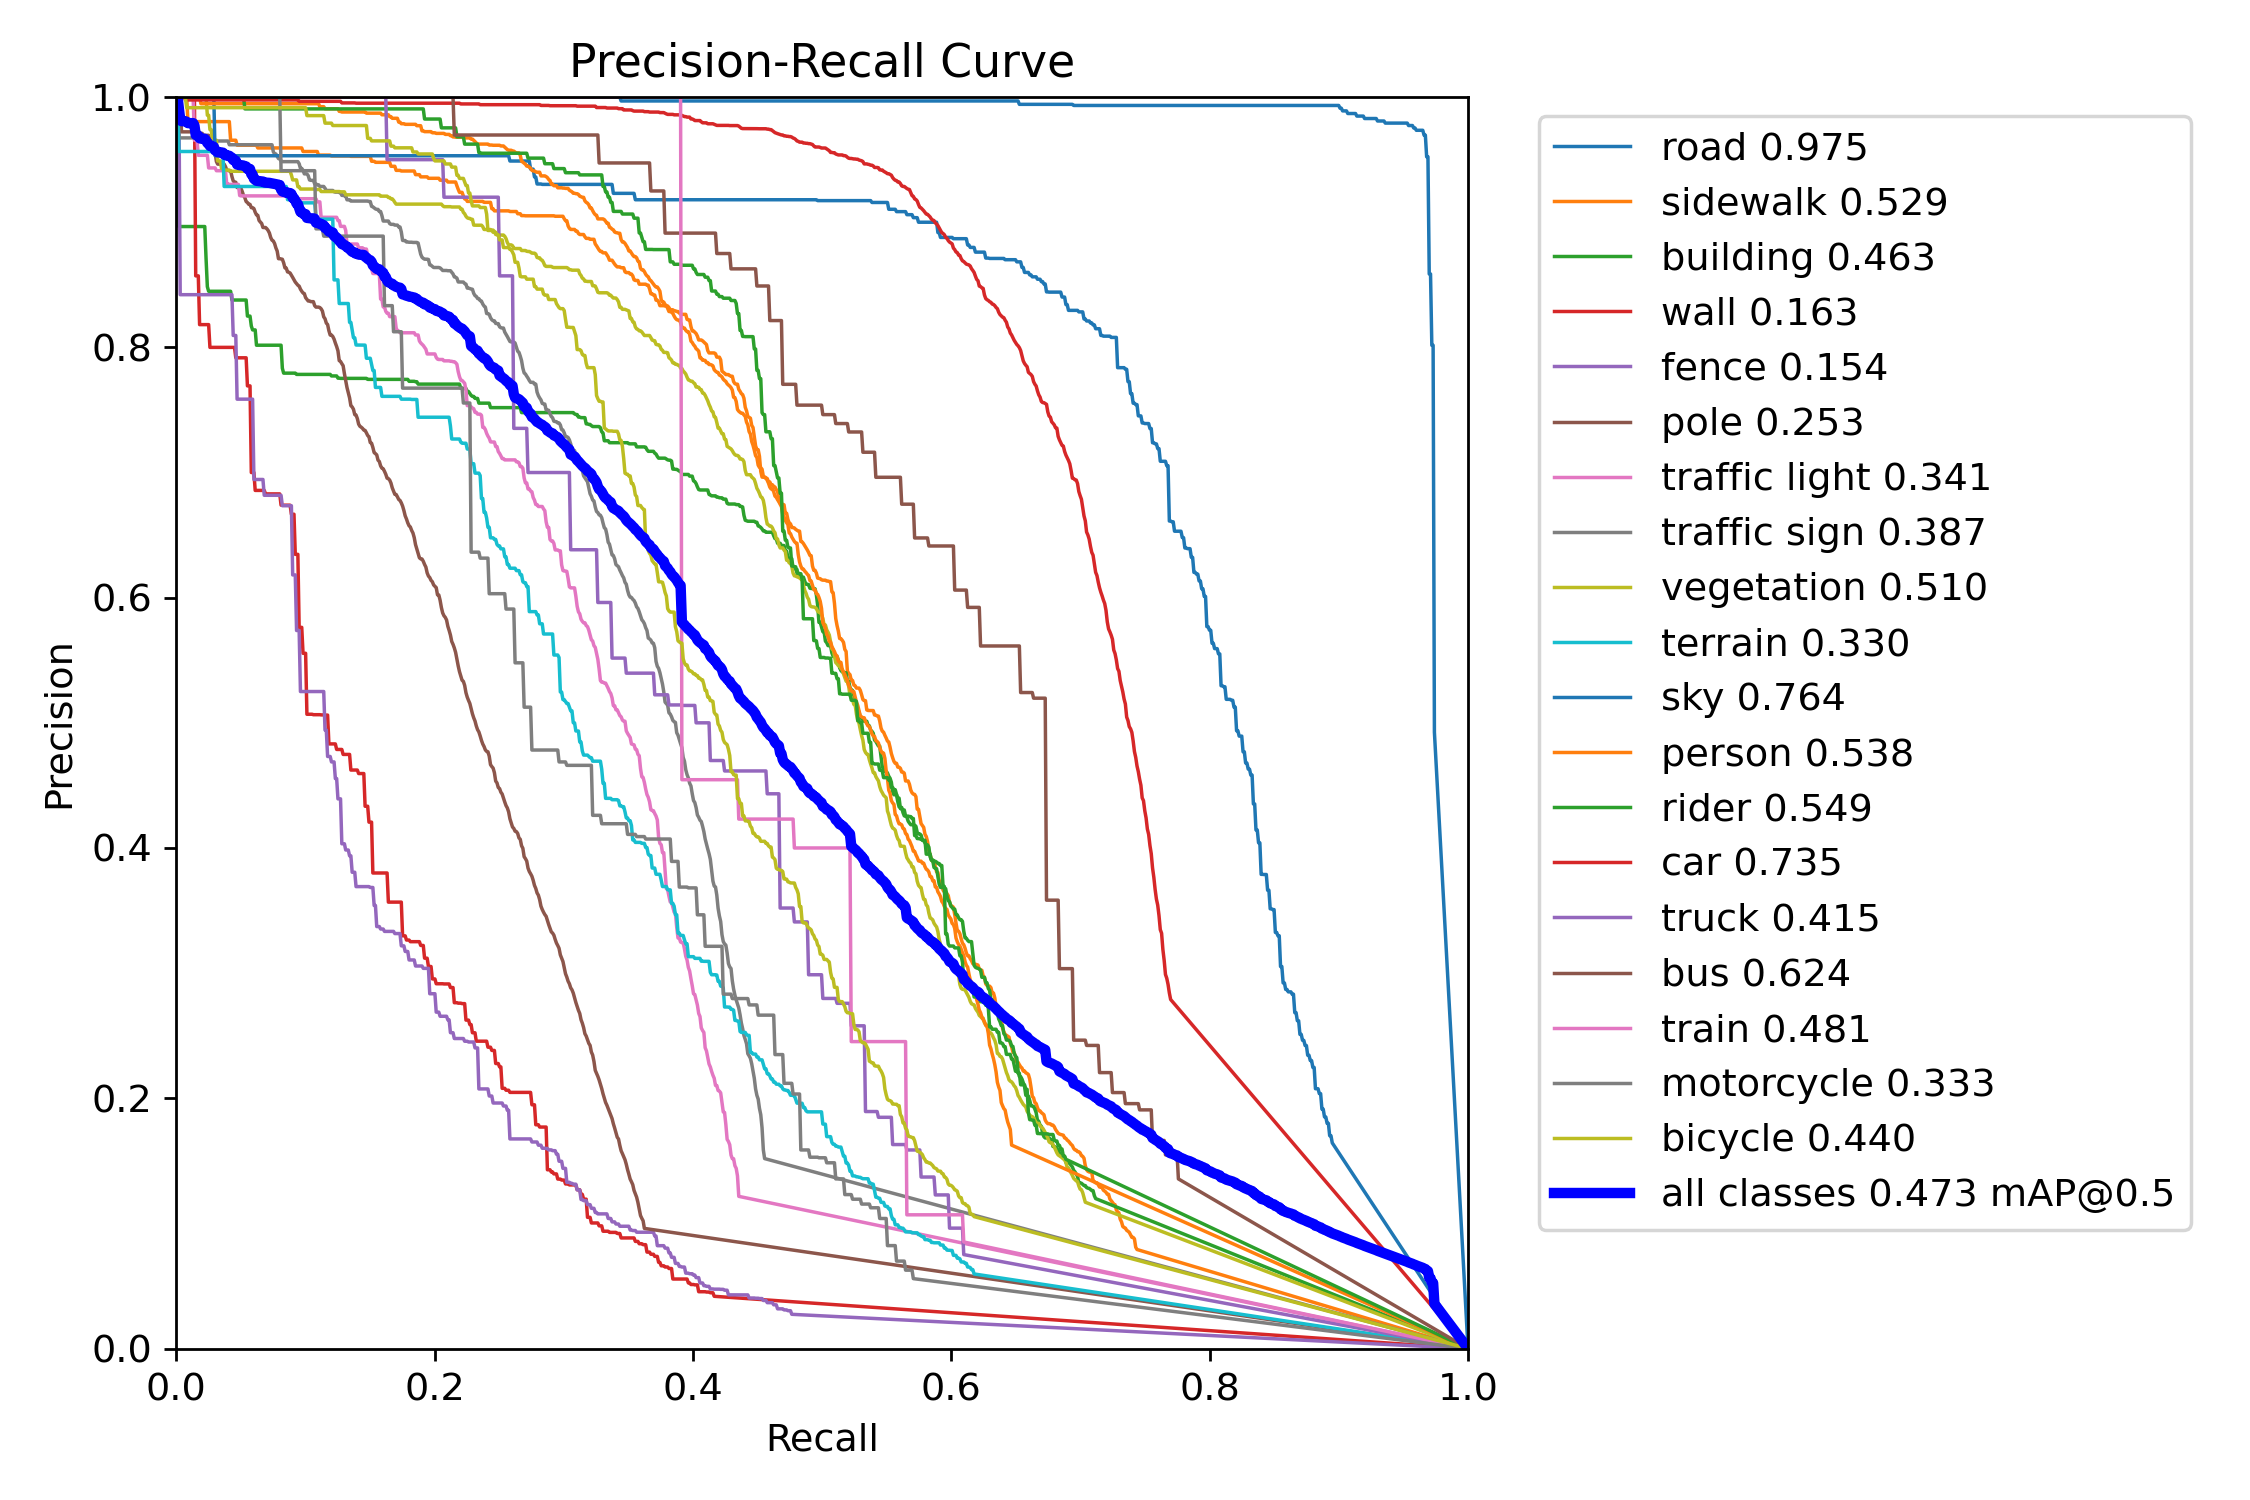 Precision-Recall Curve
1.0
0.8
0.6
0.4
0.2
0.0
Precision
0.0 0.2 0.4 0.6 0.8 1.0
Recall
road 0.975
sidewalk 0.529
building 0.463
wall 0.163
fence 0.154
pole 0.253
traffic light 0.341
traffic sign 0.387
vegetation 0.510
terrain 0.330
sky 0.764
person 0.538
rider 0.549
car 0.735
truck 0.415
bus 0.624
train 0.481
motorcycle 0.333
bicycle 0.440
all classes 0.473 mAP@0.5